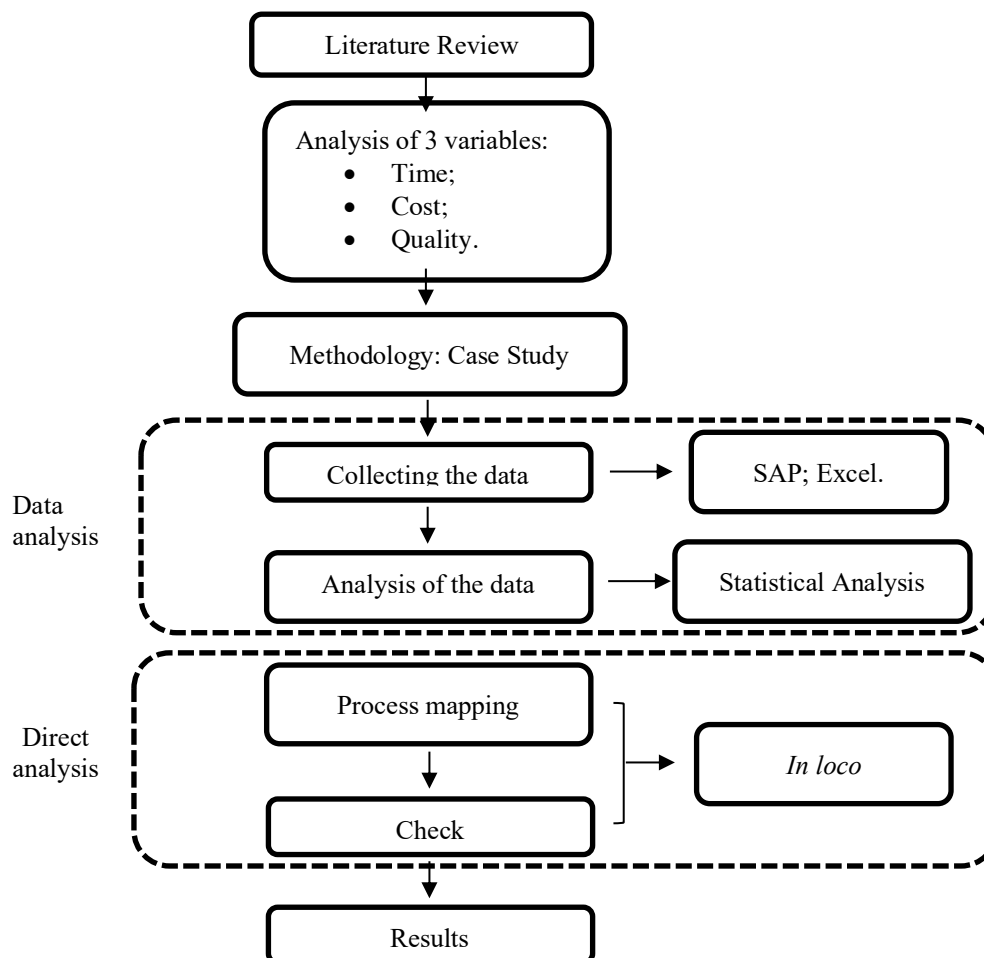 Literature Review
Analysis of 3 variables:
• Time;
• Cost;
• Quality.
Methodology: Case Study
Data
analysis
Collecting the data
SAP; Excel.
Analysis of the data
Statistical Analysis
Direct
analysis
Process mapping
In loco
Check
Results